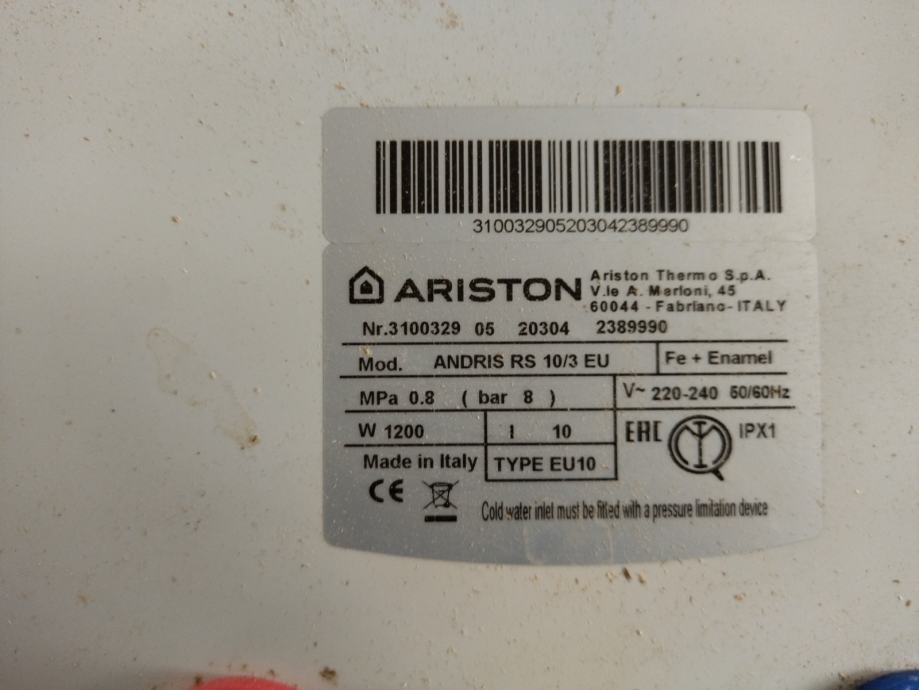 310032905203042389990
ARISTON
Ariston Thermo S.p.A.
V.le A. Merloni, 45
60044 - Fabriano- ITALY
Nr.3100329 05 20304 2389990
Mod. ANDRIS RS 10/3 EU
Fe + Enamel
MPa 0.8 ( bar 8 )
V~ 220-240 50/60Hz
W 1200
l 10
EAC
IPX1
Made in Italy
TYPE EU10
CE
Cold water inlet must be fitted with a pressure limitation device